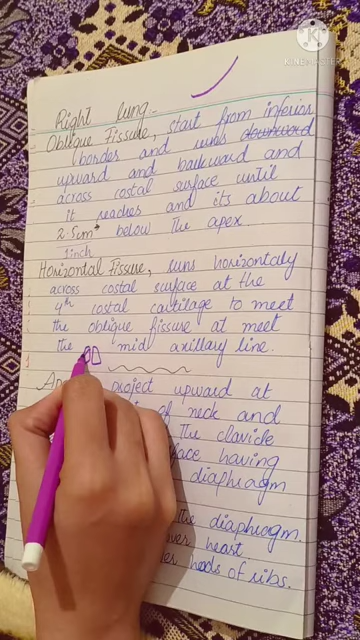 KINEMASTER
Right lung
Oblique Fissure, start from inferior
border and runs downward
upward and backward and
across costal surface until
it reaches and its about
2.5cm below the apex.
1inch
Horizontal Fissure, runs horizontaly
across costal surface at the
4th costal cartilage to meet
the oblique fissure at meet
the mid axillary line.
project upward at
of neck and
the clavicle
having
diaphragm
the diaphragm.
heart
heads of ribs.